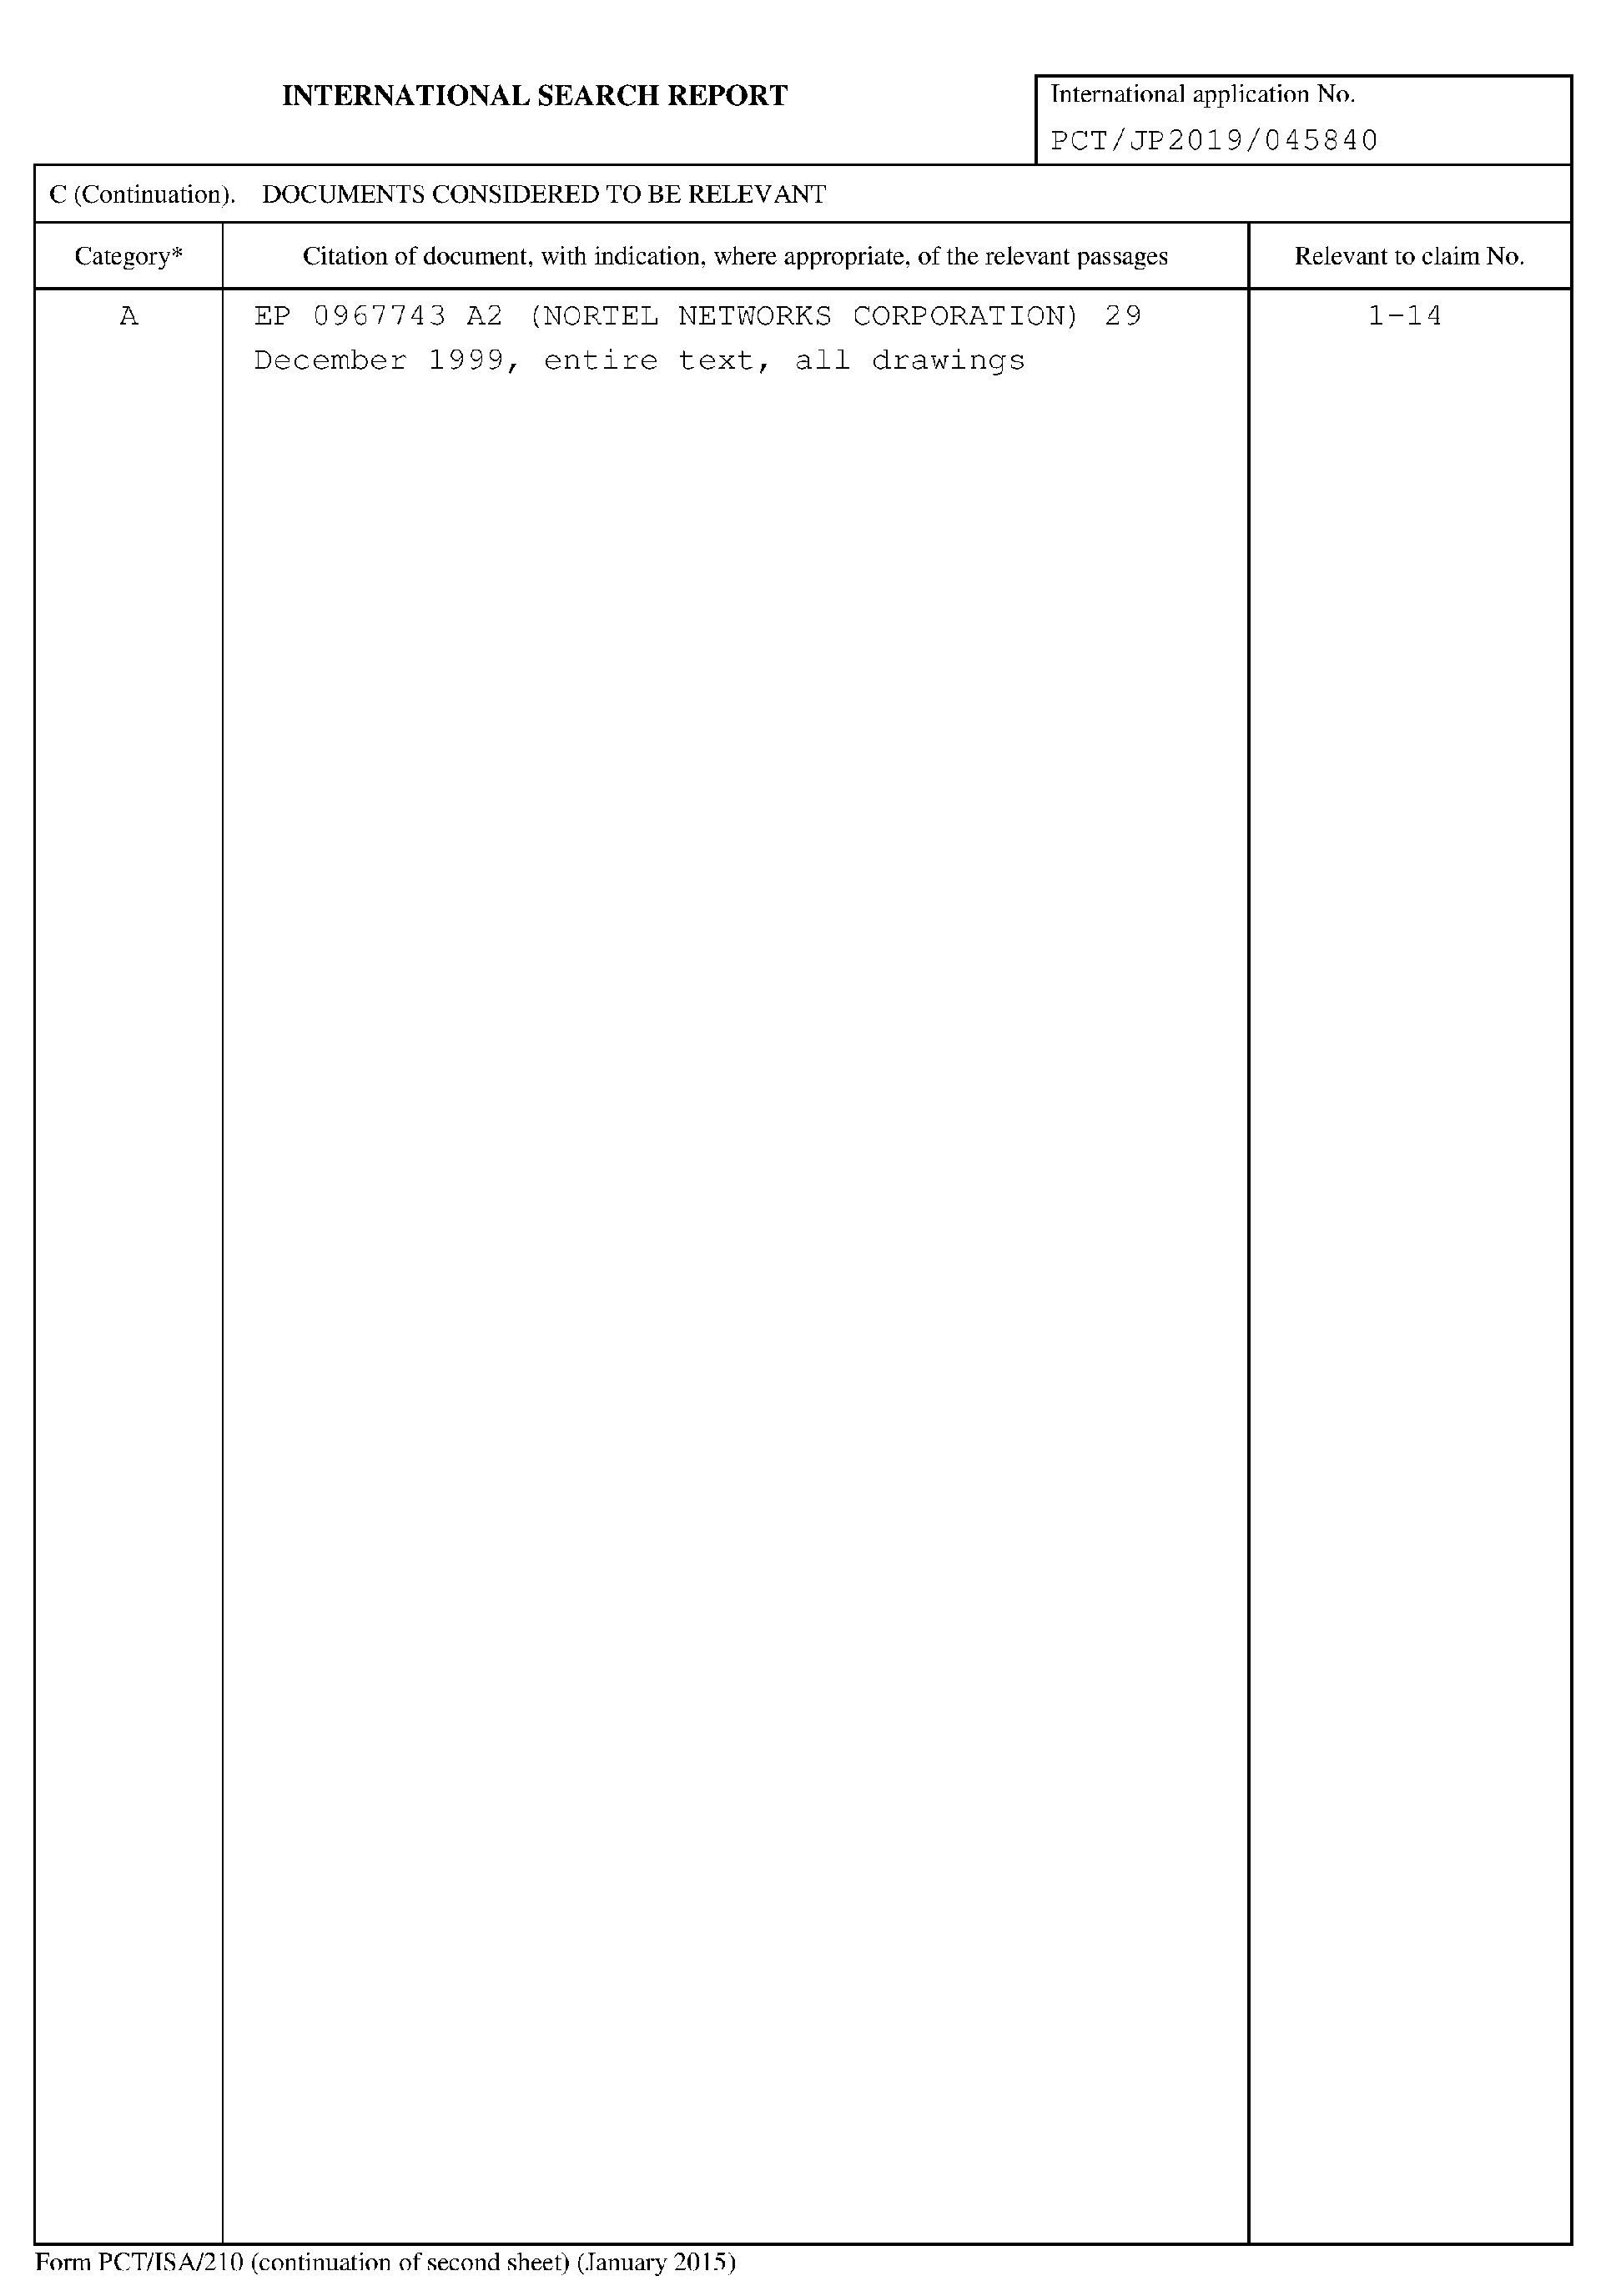 INTERNATIONAL SEARCH REPORT
International application No.
PCT/JP2019/045840
C (Continuation). DOCUMENTS CONSIDERED TO BE RELEVANT
Category* Citation of document, with indication, where appropriate, of the relevant passages Relevant to claim No.
A EP 0967743 A2 (NORTEL NETWORKS CORPORATION) 29 1-14
December 1999, entire text, all drawings
Form PCT/ISA/210 (continuation of second sheet) (January 2015)